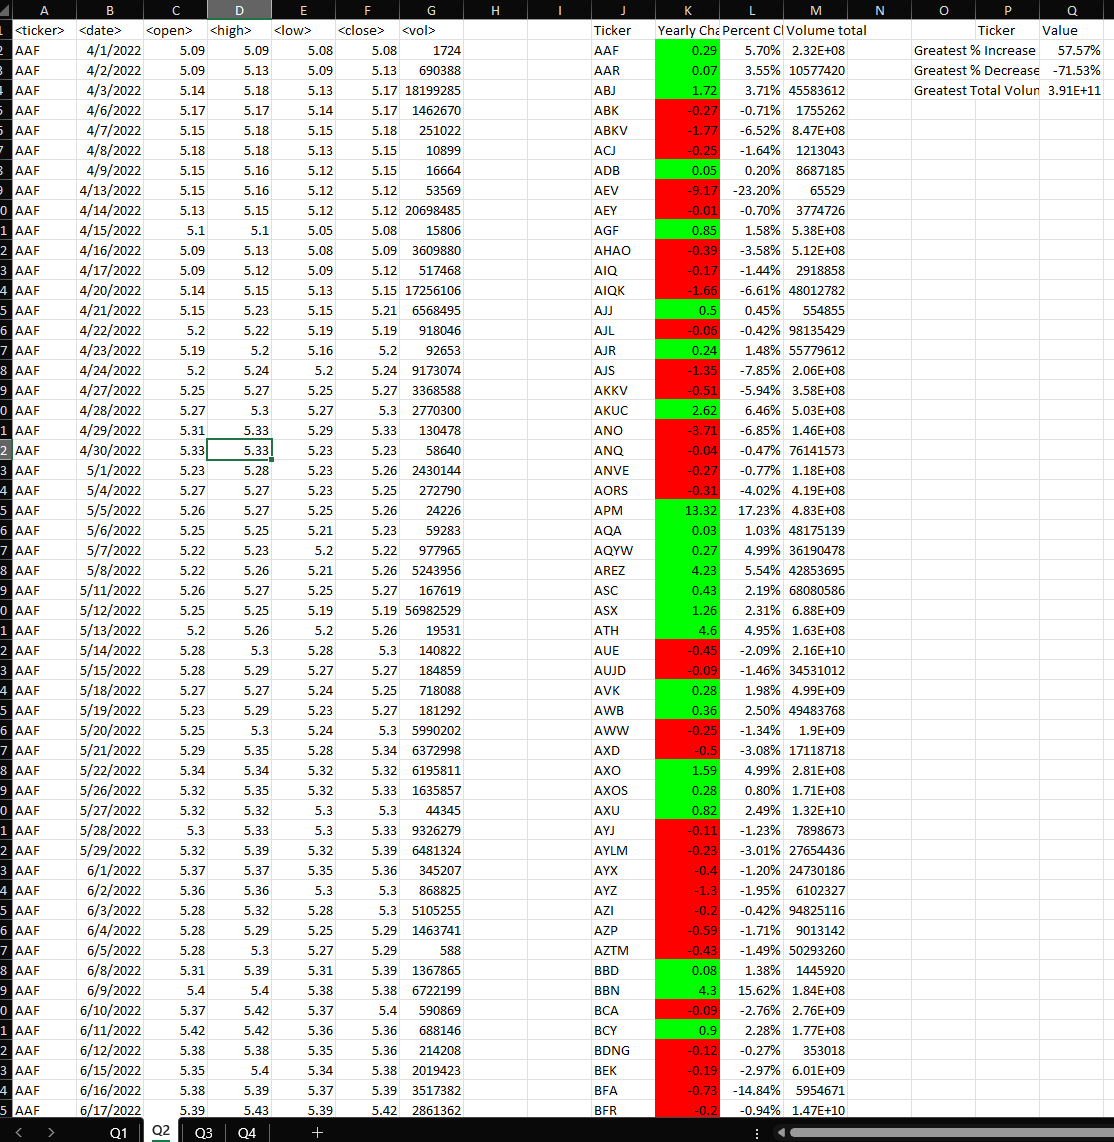 A B C D E F G H I J K L M N O P Q
<ticker> <date> <open> <high> <low> <close> <vol> Ticker Yearly Cha Percent Cl Volume total Ticker Value
AAF 4/1/2022 5.09 5.09 5.08 5.08 1724 AAF 0.29 5.70% 2.32E+08 Greatest % Increase 57.57%
AAF 4/2/2022 5.09 5.13 5.09 5.13 690388 AAR 0.07 3.55% 10577420 Greatest % Decrease -71.53%
AAF 4/3/2022 5.14 5.18 5.13 5.17 18199285 ABJ 1.72 3.71% 45583612 Greatest Total Volun 3.91E+11
AAF 4/6/2022 5.17 5.17 5.14 5.17 1462670 ABK -0.27 -0.71% 1755262
AAF 4/7/2022 5.15 5.18 5.15 5.18 251022 ABKV -1.77 -6.52% 8.47E+08
AAF 4/8/2022 5.18 5.18 5.13 5.15 10899 ACJ -0.25 -1.64% 1213043
AAF 4/9/2022 5.15 5.16 5.12 5.15 16664 ADB 0.05 0.20% 8687185
AAF 4/13/2022 5.15 5.16 5.12 5.12 53569 AEV -9.17 -23.20% 65529
AAF 4/14/2022 5.13 5.15 5.12 5.12 20698485 AEY -0.01 -0.70% 3774726
AAF 4/15/2022 5.1 5.1 5.05 5.08 15806 AGF 0.85 1.58% 5.38E+08
AAF 4/16/2022 5.09 5.13 5.08 5.09 3609880 AHAO -0.39 -3.58% 5.12E+08
AAF 4/17/2022 5.09 5.12 5.09 5.12 517468 AIQ -0.17 -1.44% 2918858
AAF 4/20/2022 5.14 5.15 5.13 5.15 17256106 AIQK -1.66 -6.61% 48012782
AAF 4/21/2022 5.15 5.23 5.15 5.21 6568495 AJJ 0.5 0.45% 554855
AAF 4/22/2022 5.2 5.22 5.19 5.19 918046 AJL -0.06 -0.42% 98135429
AAF 4/23/2022 5.19 5.2 5.16 5.2 92653 AJR 0.24 1.48% 55779612
AAF 4/24/2022 5.2 5.24 5.2 5.24 9173074 AJS -1.35 -7.85% 2.06E+08
AAF 4/27/2022 5.25 5.27 5.25 5.27 3368588 AKKV -0.51 -5.94% 3.58E+08
AAF 4/28/2022 5.27 5.3 5.27 5.3 2770300 AKUC 2.62 6.46% 5.03E+08
AAF 4/29/2022 5.31 5.33 5.29 5.33 130478 ANO -3.71 -6.85% 1.46E+08
AAF 4/30/2022 5.33 5.33 5.23 5.23 58640 ANQ -0.04 -0.47% 76141573
AAF 5/1/2022 5.23 5.28 5.23 5.26 2430144 ANVE -0.27 -0.77% 1.18E+08
AAF 5/4/2022 5.27 5.27 5.23 5.25 272790 AORS -0.31 -4.02% 4.19E+08
AAF 5/5/2022 5.26 5.27 5.25 5.26 24226 APM 13.32 17.23% 4.83E+08
AAF 5/6/2022 5.25 5.25 5.21 5.23 59283 AQA 0.03 1.03% 48175139
AAF 5/7/2022 5.22 5.23 5.2 5.22 977965 AQYW 0.27 4.99% 36190478
AAF 5/8/2022 5.22 5.26 5.21 5.26 5243956 AREZ 4.23 5.54% 42853695
AAF 5/11/2022 5.26 5.27 5.25 5.27 167619 ASC 0.43 2.19% 68080586
AAF 5/12/2022 5.25 5.25 5.19 5.19 56982529 ASX 1.26 2.31% 6.88E+09
AAF 5/13/2022 5.2 5.26 5.2 5.26 19531 ATH 4.6 4.95% 1.63E+08
AAF 5/14/2022 5.28 5.3 5.28 5.3 140822 AUE -0.45 -2.09% 2.16E+10
AAF 5/15/2022 5.28 5.29 5.27 5.27 184859 AUJD -0.09 -1.46% 34531012
AAF 5/18/2022 5.27 5.27 5.24 5.25 718088 AVK 0.28 1.98% 4.99E+09
AAF 5/19/2022 5.23 5.29 5.23 5.27 181292 AWB 0.36 2.50% 49483768
AAF 5/20/2022 5.25 5.3 5.24 5.3 5990202 AWW -0.25 -1.34% 1.9E+09
AAF 5/21/2022 5.29 5.35 5.28 5.34 6372998 AXD -0.5 -3.08% 17118718
AAF 5/22/2022 5.34 5.34 5.32 5.32 6195811 AXO 1.59 4.99% 2.81E+08
AAF 5/26/2022 5.32 5.35 5.32 5.33 1635857 AXOS 0.28 0.80% 1.71E+08
AAF 5/27/2022 5.32 5.32 5.3 5.3 44345 AXU 0.82 2.49% 1.32E+10
AAF 5/28/2022 5.3 5.33 5.3 5.33 9326279 AYJ -0.11 -1.23% 7898673
AAF 5/29/2022 5.32 5.39 5.32 5.39 6481324 AYLM -0.23 -3.01% 27654436
AAF 6/1/2022 5.37 5.37 5.35 5.36 345207 AYX -0.4 -1.20% 24730186
AAF 6/2/2022 5.36 5.36 5.3 5.3 868825 AYZ -1.3 -1.95% 6102327
AAF 6/3/2022 5.28 5.32 5.28 5.3 5105255 AZI -0.2 -0.42% 94825116
AAF 6/4/2022 5.28 5.29 5.25 5.29 1463741 AZP -0.59 -1.71% 9013142
AAF 6/5/2022 5.28 5.3 5.27 5.29 588 AZTM -0.43 -1.49% 50293260
AAF 6/8/2022 5.31 5.39 5.31 5.39 1367865 BBD 0.08 1.38% 1445920
AAF 6/9/2022 5.4 5.4 5.38 5.38 6722199 BBN 4.3 15.62% 1.84E+08
AAF 6/10/2022 5.37 5.42 5.37 5.4 590869 BCA -0.09 -2.76% 2.76E+09
AAF 6/11/2022 5.42 5.42 5.36 5.36 688146 BCY 0.9 2.28% 1.77E+08
AAF 6/12/2022 5.38 5.38 5.35 5.36 214208 BDNG -0.12 -0.27% 353018
AAF 6/15/2022 5.35 5.4 5.34 5.38 2019423 BEK -0.19 -2.97% 6.01E+09
AAF 6/16/2022 5.38 5.39 5.37 5.39 3517382 BFA -0.73 -14.84% 5954671
AAF 6/17/2022 5.39 5.43 5.39 5.42 2861362 BFR -0.2 -0.94% 1.47E+10
Q1 Q2 Q3 Q4